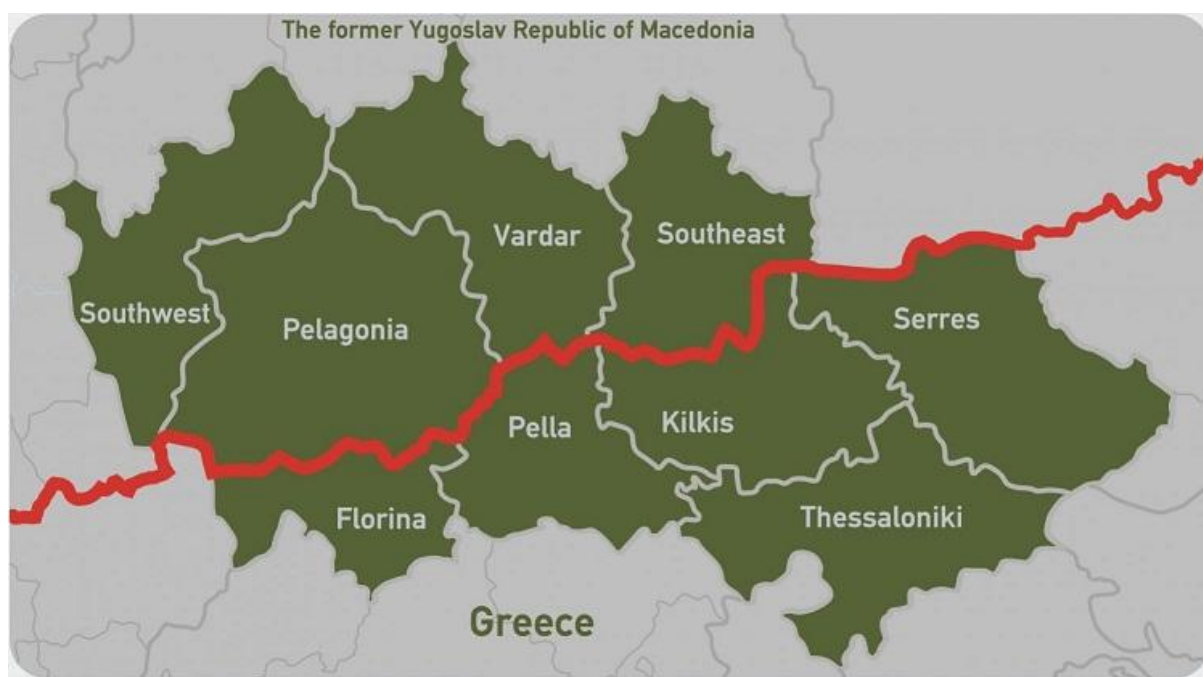 The former Yugoslav Republic of Macedonia
Vardar
Southeast
Southwest
Pelagonia
Serres
Pella
Kilkis
Florina
Thessaloniki
Greece